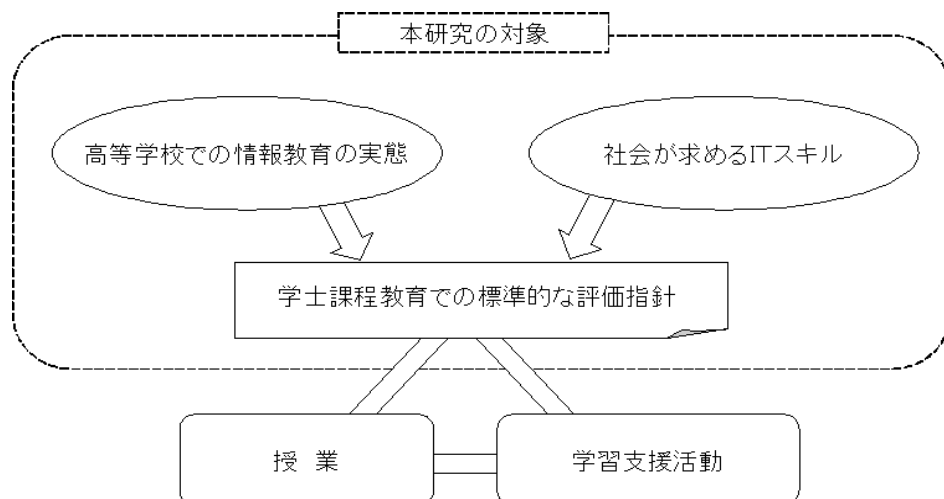 本研究の対象
高等学校での情報教育の実態
社会が求めるITスキル
学士課程教育での標準的な評価指針
授 業
学習支援活動